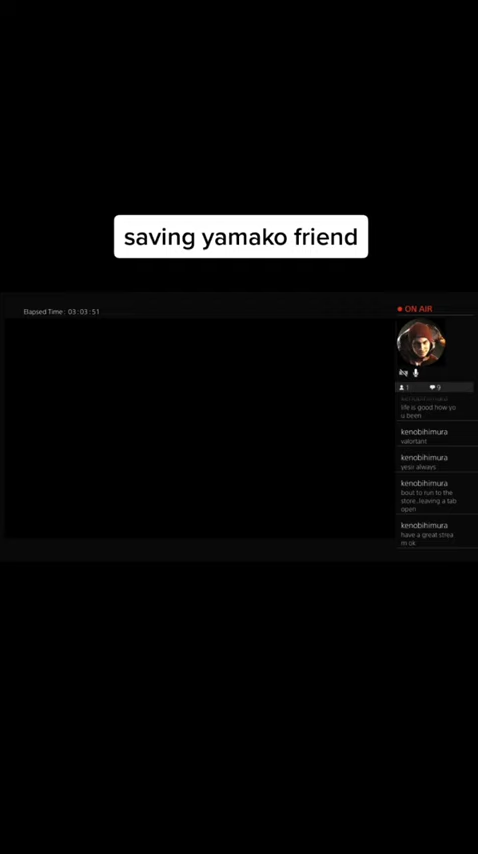 saving yamako friend
Elapsed Time : 03:03:51
ON AIR
1 9
kenobihimura
life is good how yo
u been
kenobihimura
valortant
kenobihimura
yesir always
kenobihimura
bout to run to the
store..leaving a tab
open
kenobihimura
have a great strea
m ok